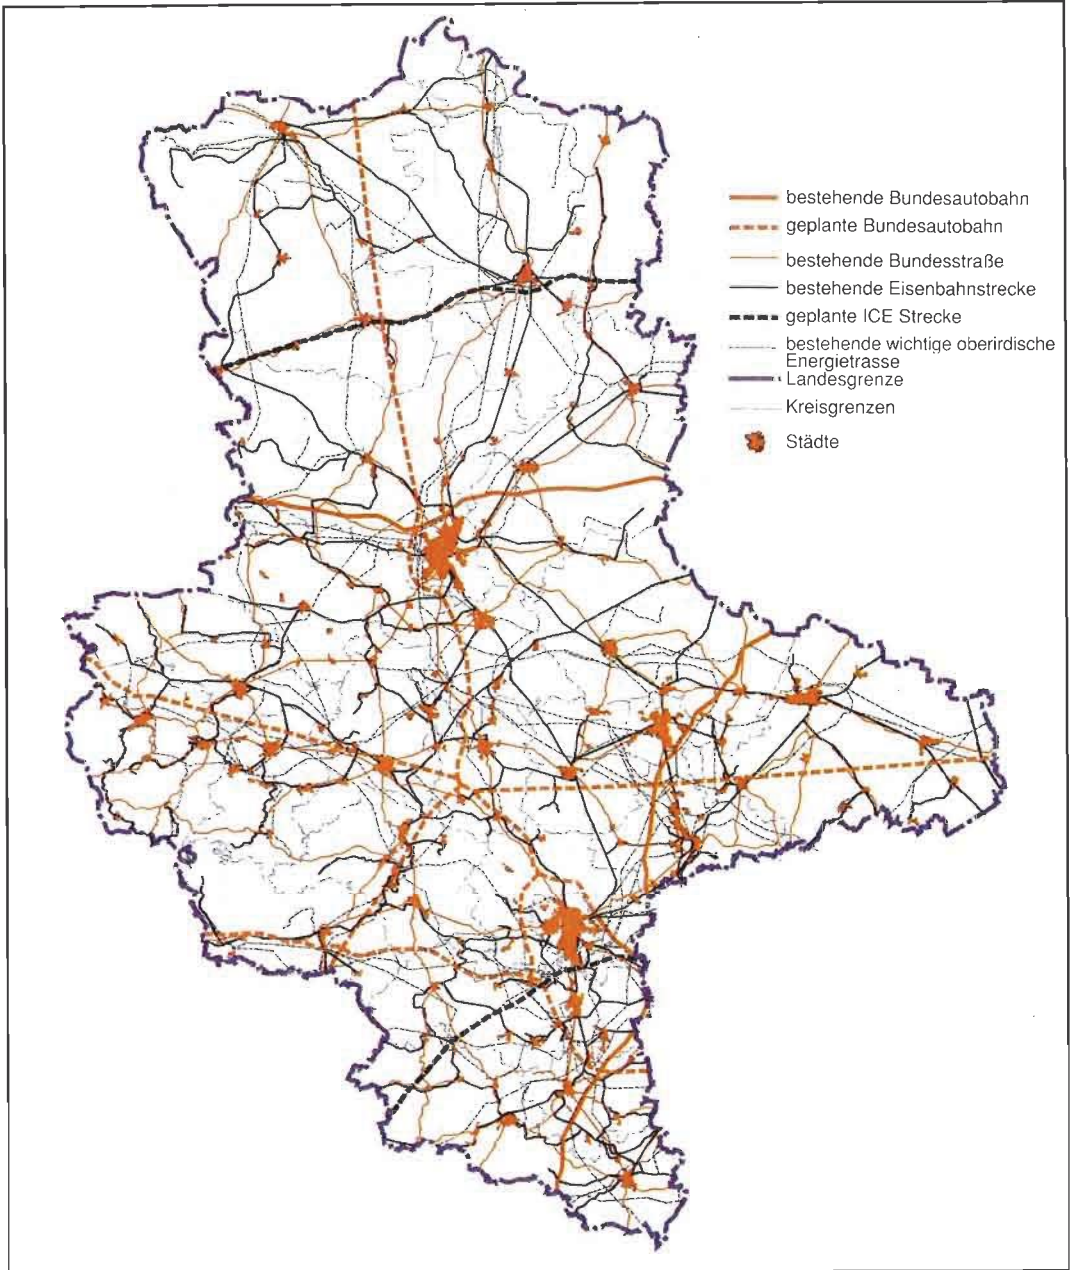 bestehende Bundesautobahn
geplante Bundesautobahn
bestehende Bundesstraße
bestehende Eisenbahnstrecke
geplante ICE Strecke
bestehende wichtige oberirdische
Energietrasse
Landesgrenze
Kreisgrenzen
Städte